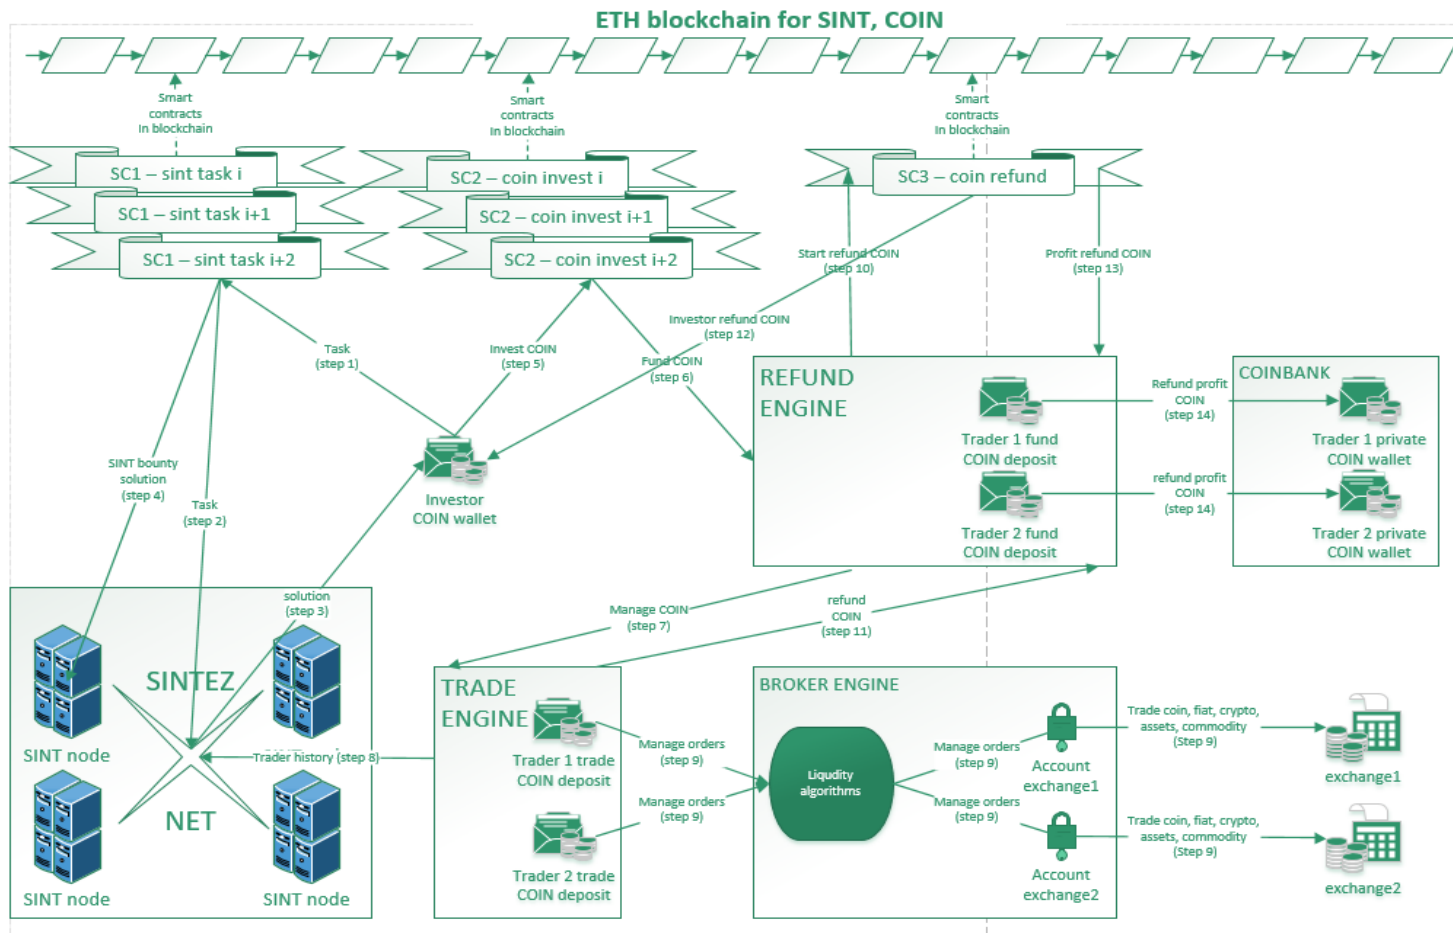 ETH blockchain for SINT, COIN
Smart
contracts
In blockchain
Smart
contracts
In blockchain
Smart
contracts
In blockchain
SC1 – sint task i
SC1 – sint task i+1
SC1 – sint task i+2
SC2 – coin invest i
SC2 – coin invest i+1
SC2 – coin invest i+2
SC3 – coin refund
Start refund COIN
(step 10)
Profit refund COIN
(step 13)
Investor refund COIN
(step 12)
Task
(step 1)
Invest COIN
(step 5)
Fund COIN
(step 6)
REFUND
ENGINE
Trader 1 fund
COIN deposit
Trader 2 fund
COIN deposit
Refund profit
COIN
(step 14)
refund profit
COIN
(step 14)
COINBANK
Trader 1 private
COIN wallet
Trader 2 private
COIN wallet
SINT bounty
solution
(step 4)
Task
(step 2)
Investor
COIN wallet
solution
(step 3)
Manage COIN
(step 7)
refund
COIN
(step 11)
SINTEZ
NET
SINT node
SINT node
SINT node
Trader history (step 8)
TRADE
ENGINE
Trader 1 trade
COIN deposit
Trader 2 trade
COIN deposit
Manage orders
(step 9)
Manage orders
(step 9)
BROKER ENGINE
Liqudity
algorithms
Manage orders
(step 9)
Manage orders
(step 9)
Account
exchange1
Account
exchange2
Trade coin, fiat, crypto,
assets, commodity
(Step 9)
Trade coin, fiat, crypto,
assets, commodity
(Step 9)
exchange1
exchange2